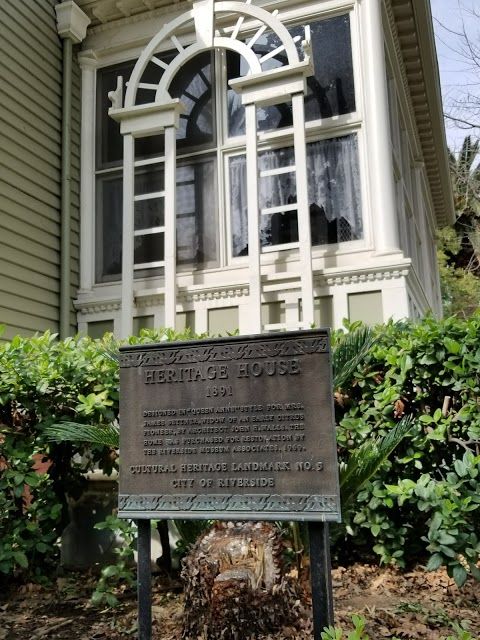 HERITAGE HOUSE
1891
DESIGNED IN "QUEEN ANNE" STYLE FOR MRS.
JAMES BETTNER, WIDOW OF AN EARLY CITRUS
PIONEER, BY ARCHITECT JOHN A. WALLS. THE
HOME WAS PURCHASED FOR RESTORATION BY
THE RIVERSIDE MUSEUM ASSOCIATES, 1969.
CULTURAL HERITAGE LANDMARK NO. 5
CITY OF RIVERSIDE